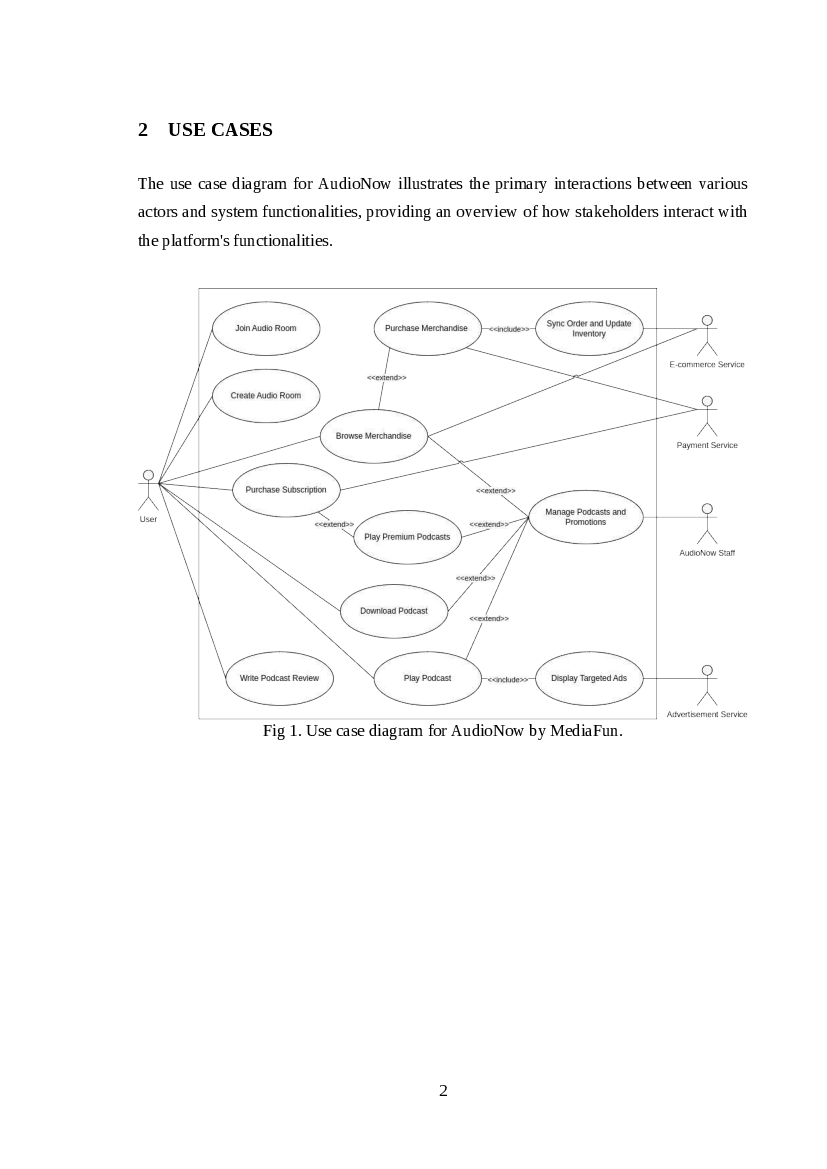 2 USE CASES
The use case diagram for AudioNow illustrates the primary interactions between various
actors and system functionalities, providing an overview of how stakeholders interact with
the platform's functionalities.
Join Audio Room
Purchase Merchandise
<<include>>
Sync Order and Update
Inventory
E-commerce Service
<<extend>>
Create Audio Room
Browse Merchandise
Payment Service
Purchase Subscription
<<extend>>
User
<<extend>>
Play Premium Podcasts
<<extend>>
Manage Podcasts and
Promotions
AudioNow Staff
<<extend>>
Download Podcast
<<extend>>
Write Podcast Review
Play Podcast
<<include>>
Display Targeted Ads
Advertisement Service
Fig 1. Use case diagram for AudioNow by MediaFun.
2